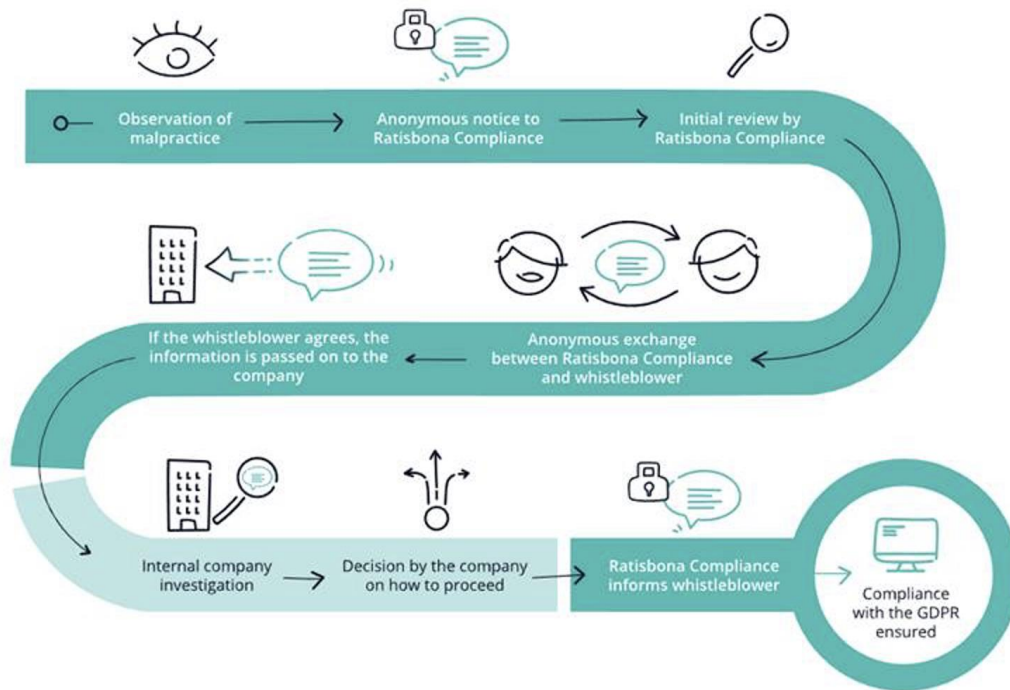 Observation of
malpractice
Anonymous notice to
Ratisbona Compliance
Initial review by
Ratisbona Compliance
Anonymous exchange
between Ratisbona Compliance
and whistleblower
If the whistleblower agrees, the
information is passed on to the
company
Internal company
investigation
Decision by the company
on how to proceed
Ratisbona Compliance
informs whistleblower
Compliance
with the GDPR
ensured